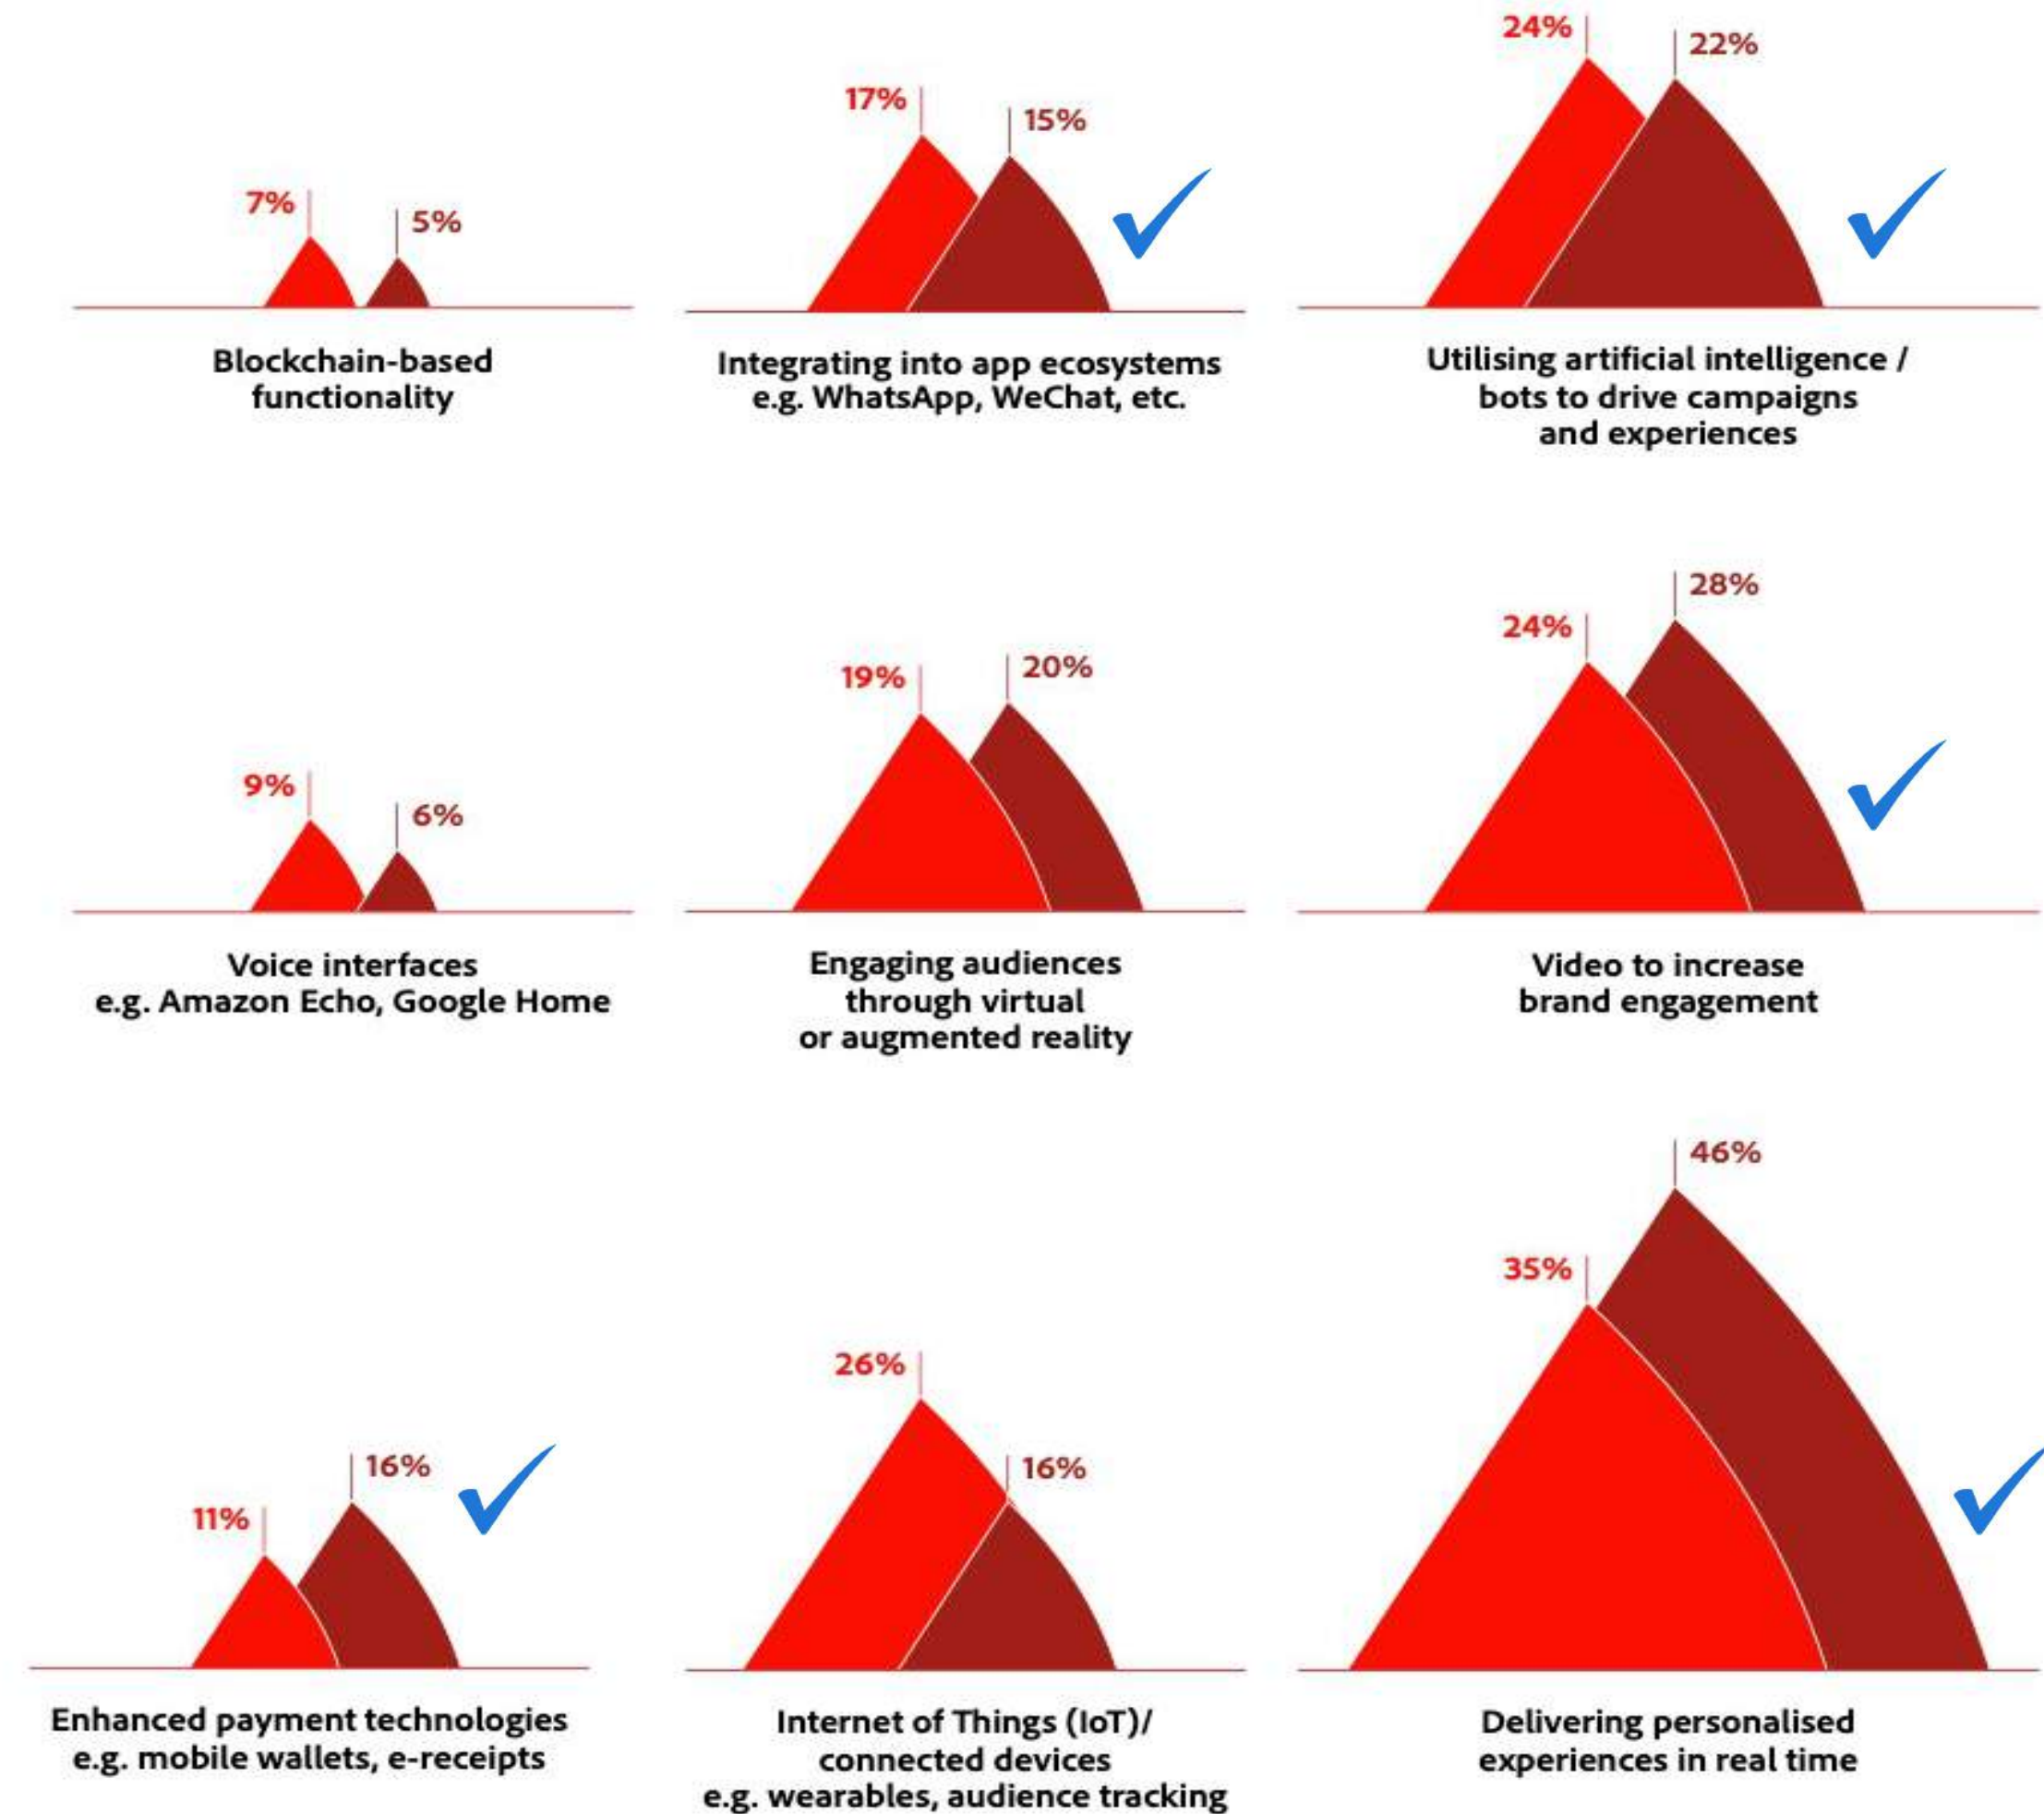 7%
5%
Blockchain-based
functionality
17%
15%
Integrating into app ecosystems
e.g. WhatsApp, WeChat, etc.
24%
22%
Utilising artificial intelligence /
bots to drive campaigns
and experiences
9%
6%
Voice interfaces
e.g. Amazon Echo, Google Home
19%
20%
Engaging audiences
through virtual
or augmented reality
24%
28%
Video to increase
brand engagement
11%
16%
Enhanced payment technologies
e.g. mobile wallets, e-receipts
26%
16%
Internet of Things (IoT)/
connected devices
e.g. wearables, audience tracking
35%
46%
Delivering personalised
experiences in real time